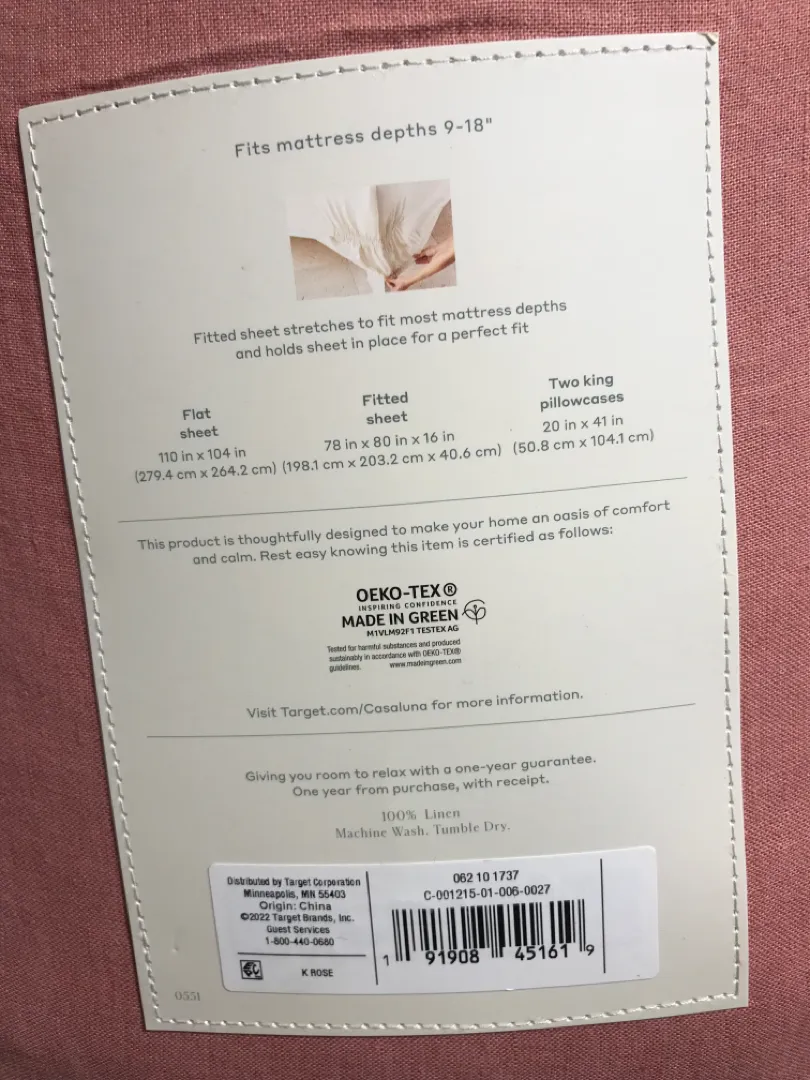 Fits mattress depths 9-18"
Fitted sheet stretches to fit most mattress depths
and holds sheet in place for a perfect fit
Flat
sheet
110 in x 104 in
(279.4 cm x 264.2 cm)
Fitted
sheet
78 in x 80 in x 16 in
(198.1 cm x 203.2 cm x 40.6 cm)
Two king
pillowcases
20 in x 41 in
(50.8 cm x 104.1 cm)
This product is thoughtfully designed to make your home an oasis of comfort
and calm. Rest easy knowing this item is certified as follows:
OEKO-TEX®
INSPIRING CONFIDENCE
MADE IN GREEN
M1VLM92F1 TESTEX AG
Tested for harmful substances and produced
sustainably in accordance with OEKO-TEX®
guidelines. www.madeingreen.com
Visit Target.com/Casaluna for more information.
Giving you room to relax with a one-year guarantee.
One year from purchase, with receipt.
100% Linen
Machine Wash. Tumble Dry.
Distributed by Target Corporation
Minneapolis, MN 55403
Origin: China
©2022 Target Brands, Inc.
Guest Services
1-800-440-0680
K ROSE
062 10 1737
C-001215-01-006-0027
1 91908 45161 9
0551